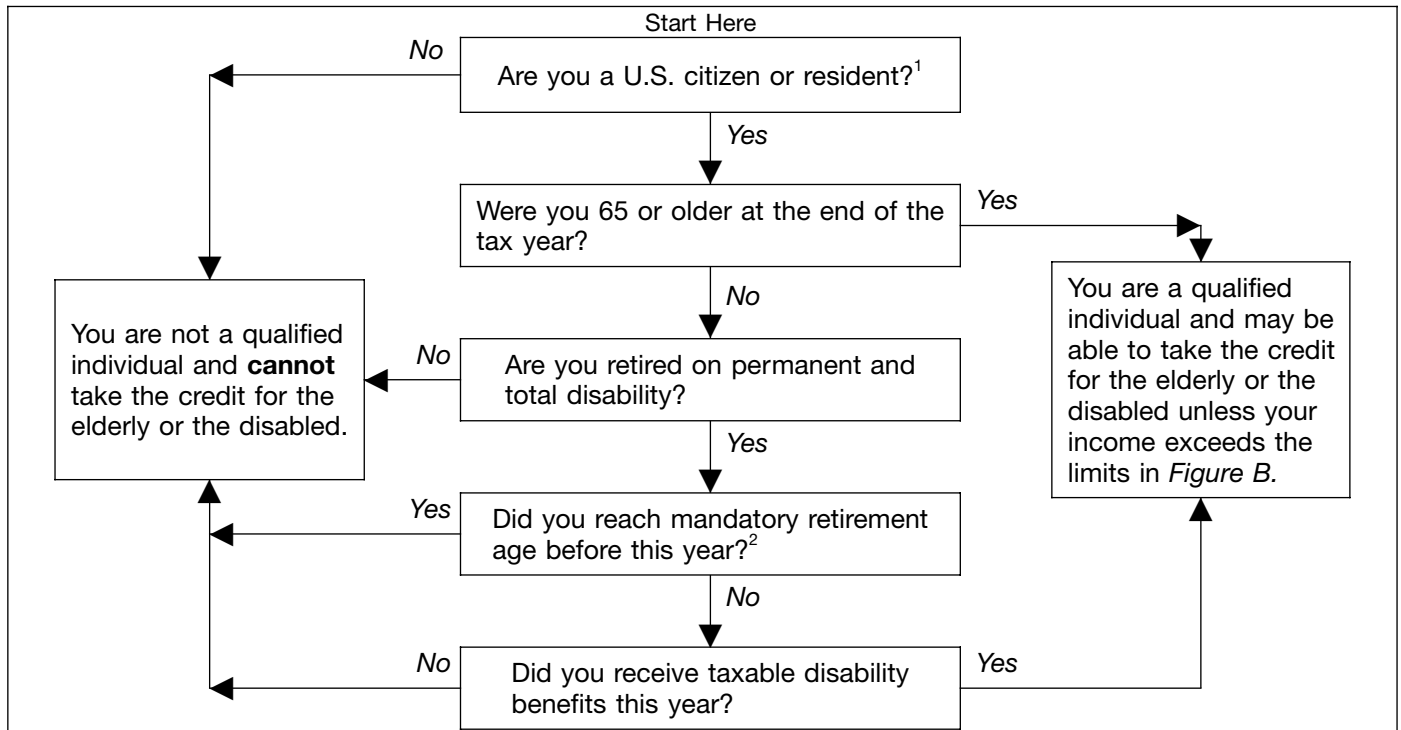 Start Here
No
Are you a U.S. citizen or resident?1
Yes
Were you 65 or older at the end of the
tax year?
Yes
No
You are a qualified
individual and may be
able to take the credit
for the elderly or the
disabled unless your
income exceeds the
limits in Figure B.
You are not a qualified
individual and cannot
take the credit for the
elderly or the disabled.
No
Are you retired on permanent and
total disability?
Yes
Yes
Did you reach mandatory retirement
age before this year?2
No
No
Did you receive taxable disability
benefits this year?
Yes